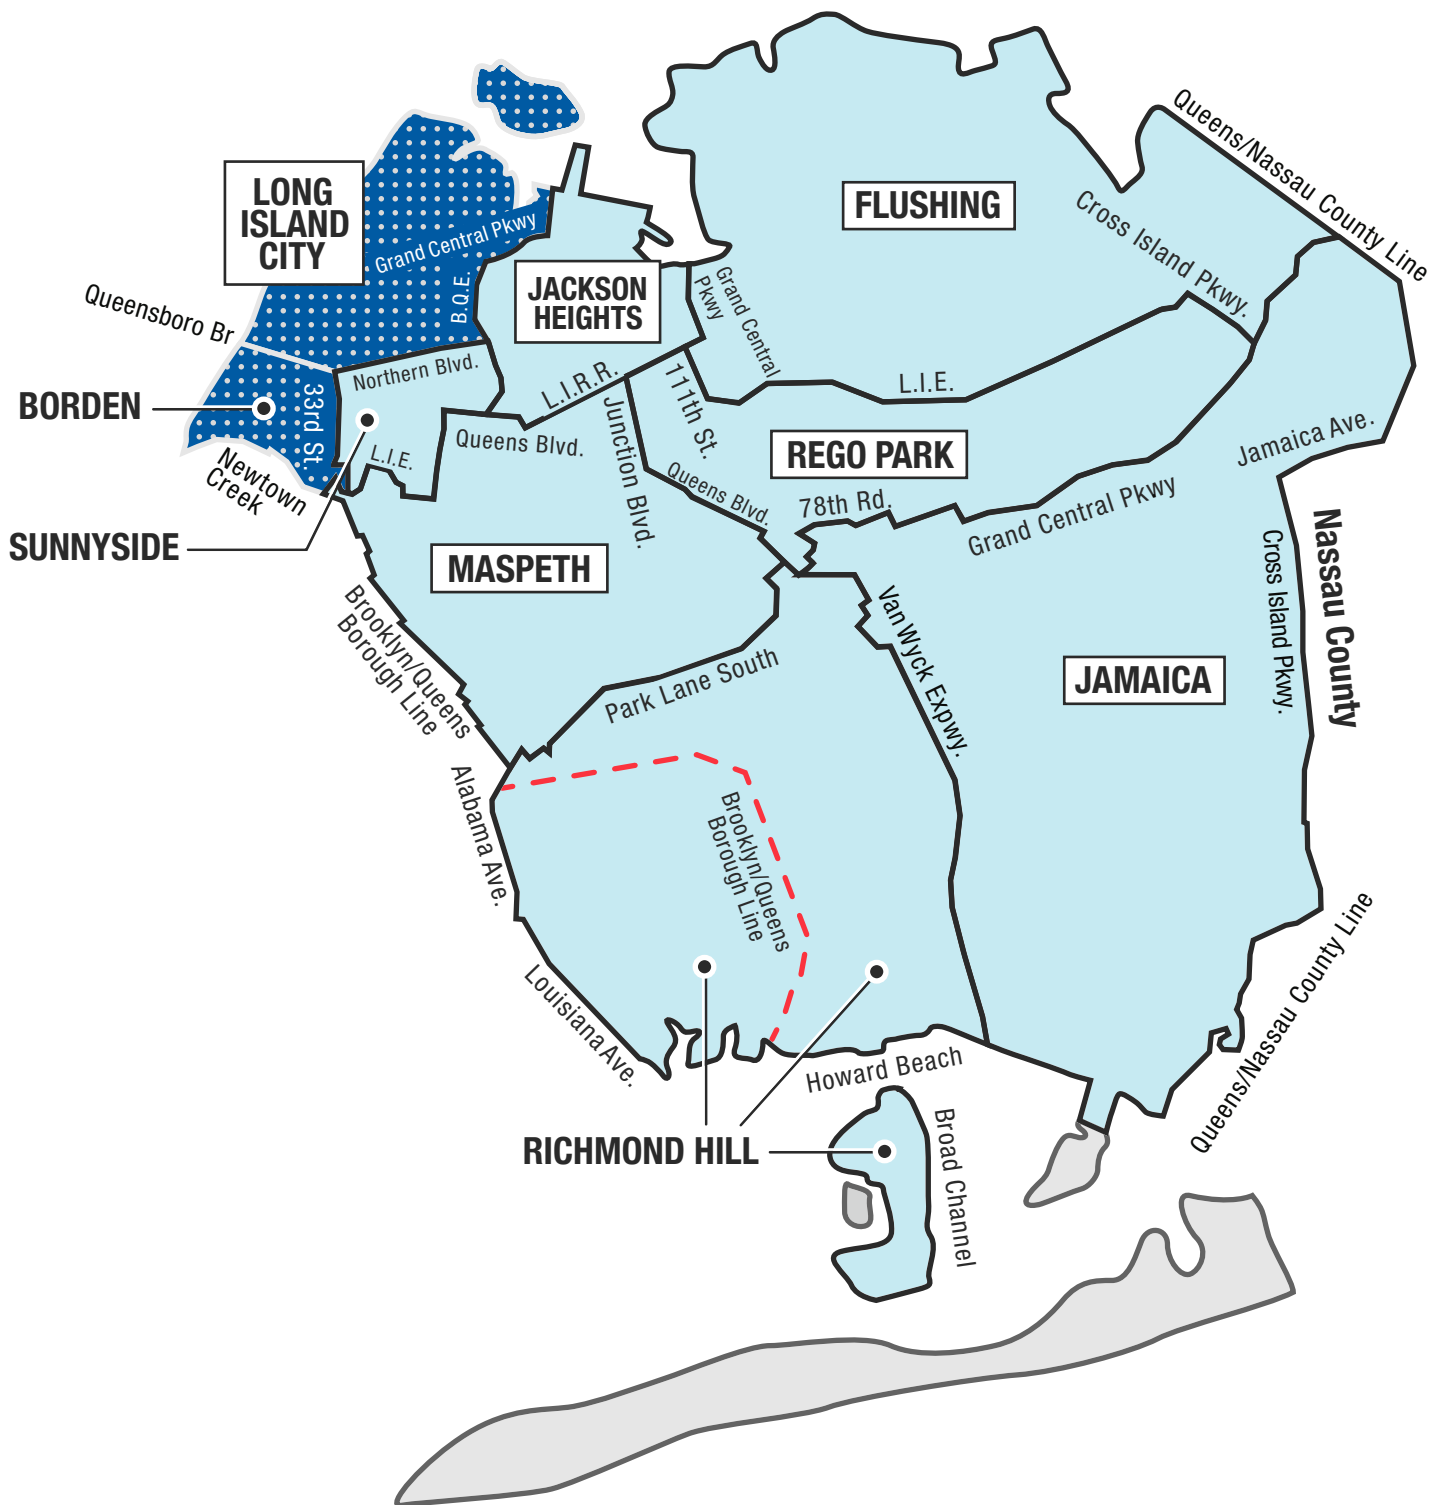 Queens/Nassau County Line
LONG
ISLAND
CITY
FLUSHING
Cross Island Pkwy.
Grand Central Pkwy
B.Q.E.
JACKSON
HEIGHTS
Grand Central
Pkwy
Queensboro Br
Northern Blvd.
L.I.R.R.
L.I.E.
111th St.
BORDEN
33rd St.
Junction Blvd.
Queens Blvd.
L.I.E.
Jamaica Ave.
REGO PARK
Newtown
Creek
Queens Blvd.
78th Rd.
Grand Central Pkwy
SUNNYSIDE
MASPETH
Nassau County
Cross Island Pkwy.
Brooklyn/Queens
Borough Line
Van Wyck Expwy.
Park Lane South
JAMAICA
Alabama Ave.
Brooklyn/Queens
Borough Line
Louisiana Ave.
Queens/Nassau County Line
Howard Beach
RICHMOND HILL
Broad Channel